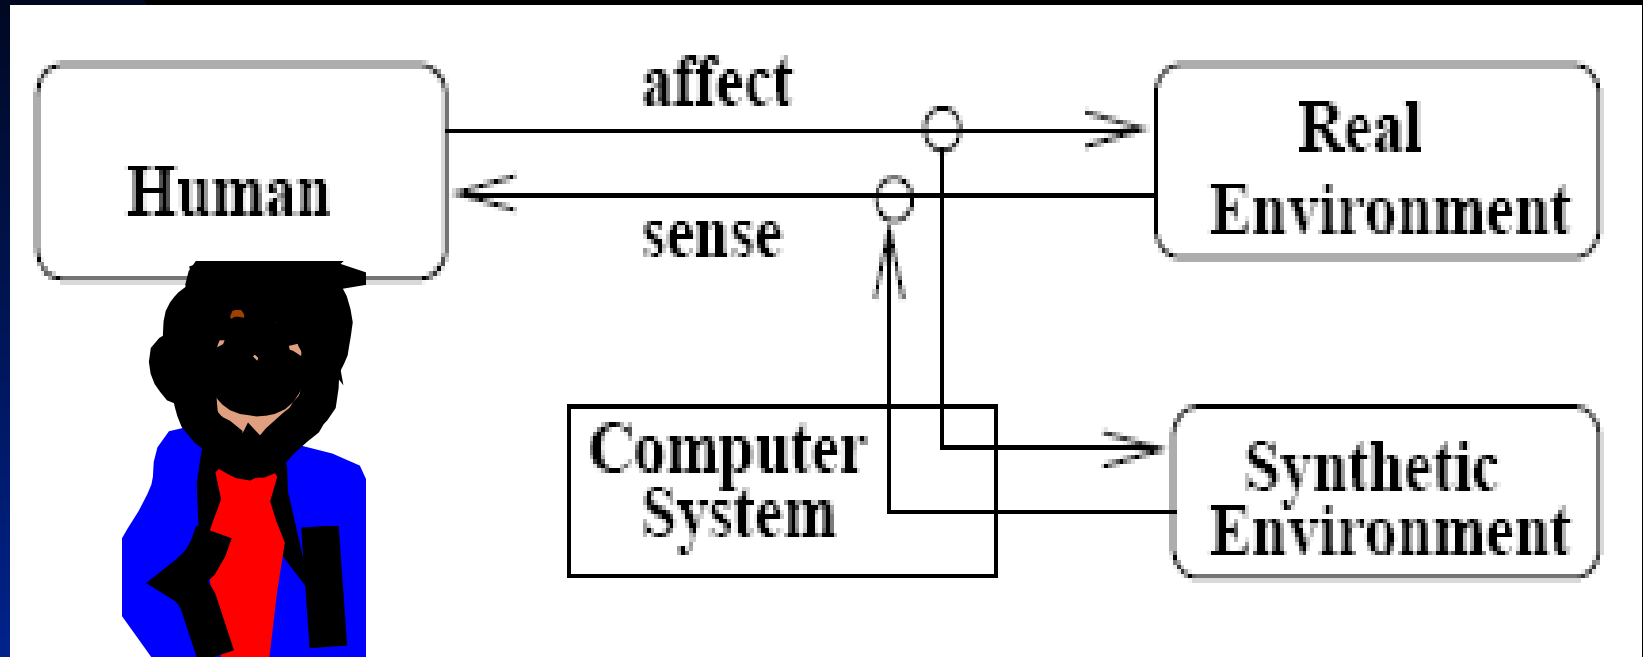 affect
Human
sense
Real
Environment
Computer
System
Synthetic
Environment